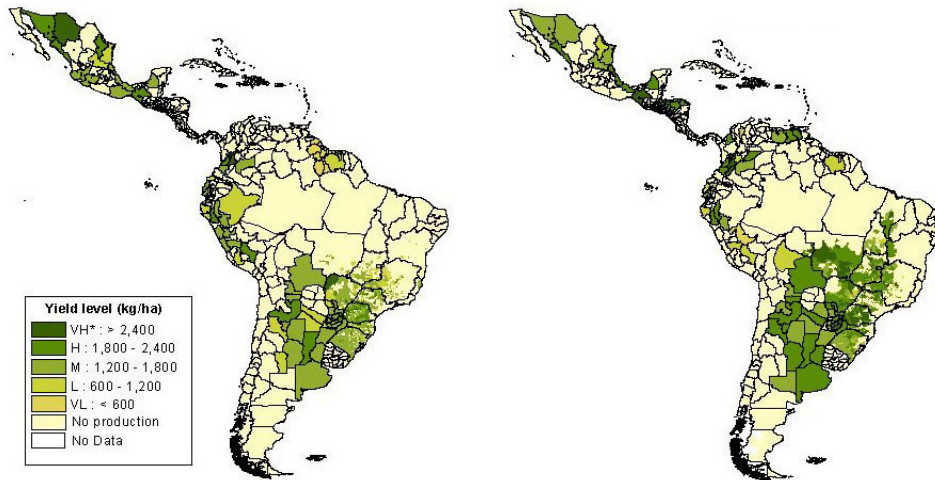 Yield level (kg/ha)
VH* : > 2,400
H : 1,800 - 2,400
M : 1,200 - 1,800
L : 600 - 1,200
VL : < 600
No production
No Data